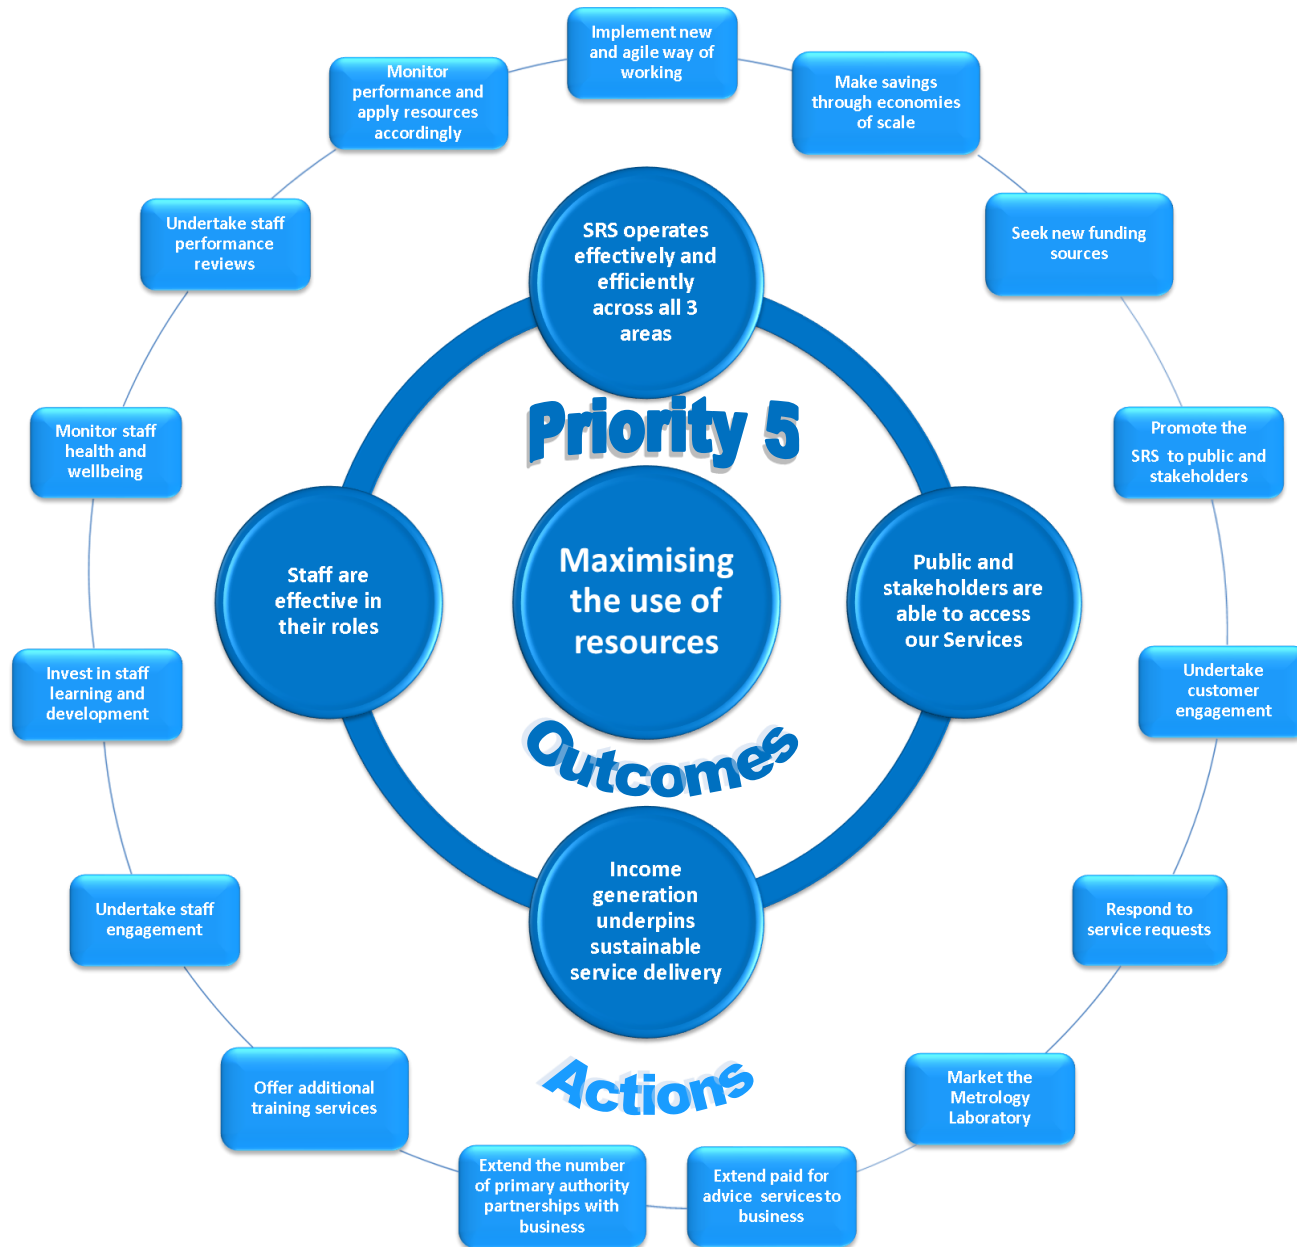 Implement new
and agile way of
working
Make savings
through economies
of scale
Seek new funding
sources
Promote the
SRS to public and
stakeholders
Undertake
customer
engagement
Respond to
service requests
Market the
Metrology
Laboratory
Extend paid for
advice services to
business
Extend the number
of primary authority
partnerships with
business
Offer additional
training services
Undertake staff
engagement
Invest in staff
learning and
development
Monitor staff
health and
wellbeing
Undertake staff
performance
reviews
Monitor
performance and
apply resources
accordingly
SRS operates
effectively and
efficiently
across all 3
areas
Priority 5
Maximising
the use of
resources
Staff are
effective in
their roles
Public and
stakeholders are
able to access
our Services
Outcomes
Income
generation
underpins
sustainable
service delivery
Actions